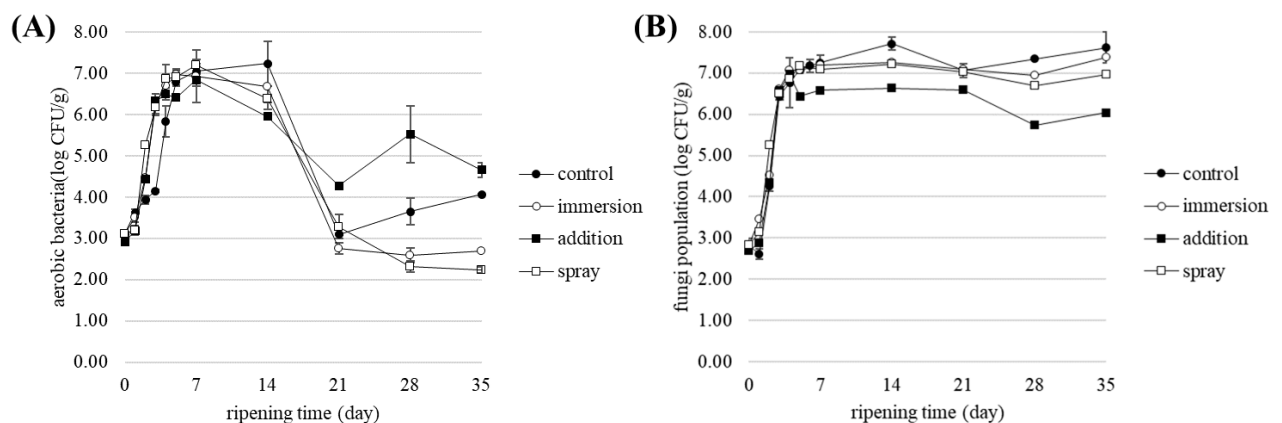 (A)
8.00
7.00
6.00
5.00
4.00
3.00
2.00
1.00
0.00
aerobic bacteria(log CFU/g)
0 7 14 21 28 35
ripening time (day)
control
immersion
addition
spray
(B)
8.00
7.00
6.00
5.00
4.00
3.00
2.00
1.00
0.00
fungi population (log CFU/g)
0 7 14 21 28 35
ripening time (day)
control
immersion
addition
spray